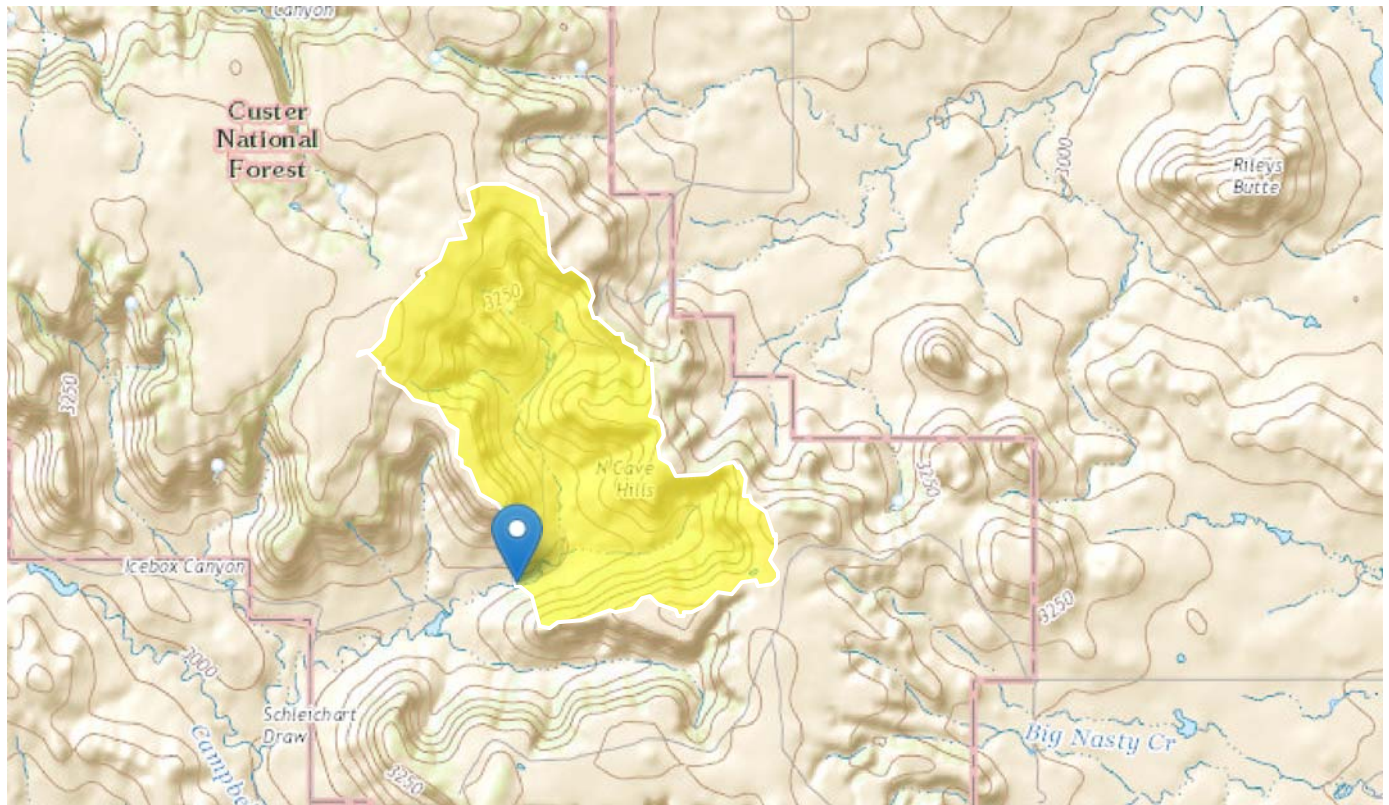 Canyon
Custer
National
Forest
3000
Rileys
Butte
3250
3250
N Cave
Hills
3250
Icebox Canyon
3250
3000
Schleichart
Draw
Big Nasty Cr
Campbe
3250